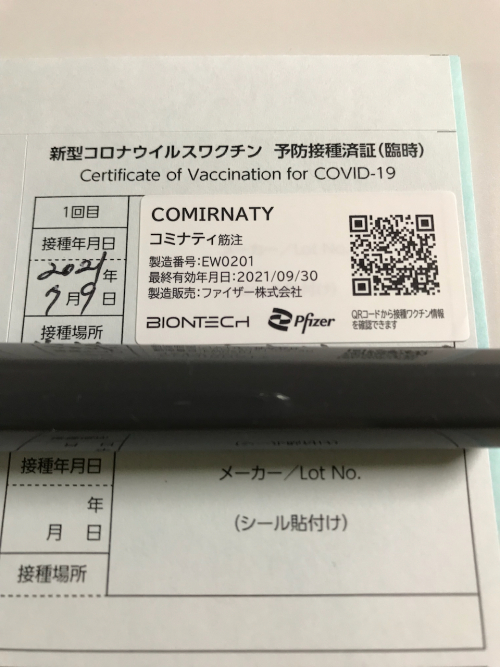 新型コロナウイルスワクチン 予防接種済証(臨時)
Certificate of Vaccination for COVID-19
1回目
接種年月日
2021年
7月9日
接種場所
COMIRNATY
コミナティ筋注
製造番号:EW0201
最終有効年月日:2021/09/30
製造販売:ファイザー株式会社
BIONTECH Pfizer
QRコードから接種ワクチン情報
を確認できます
接種年月日
年
月 日
接種場所
メーカー/Lot No.
(シール貼付け)